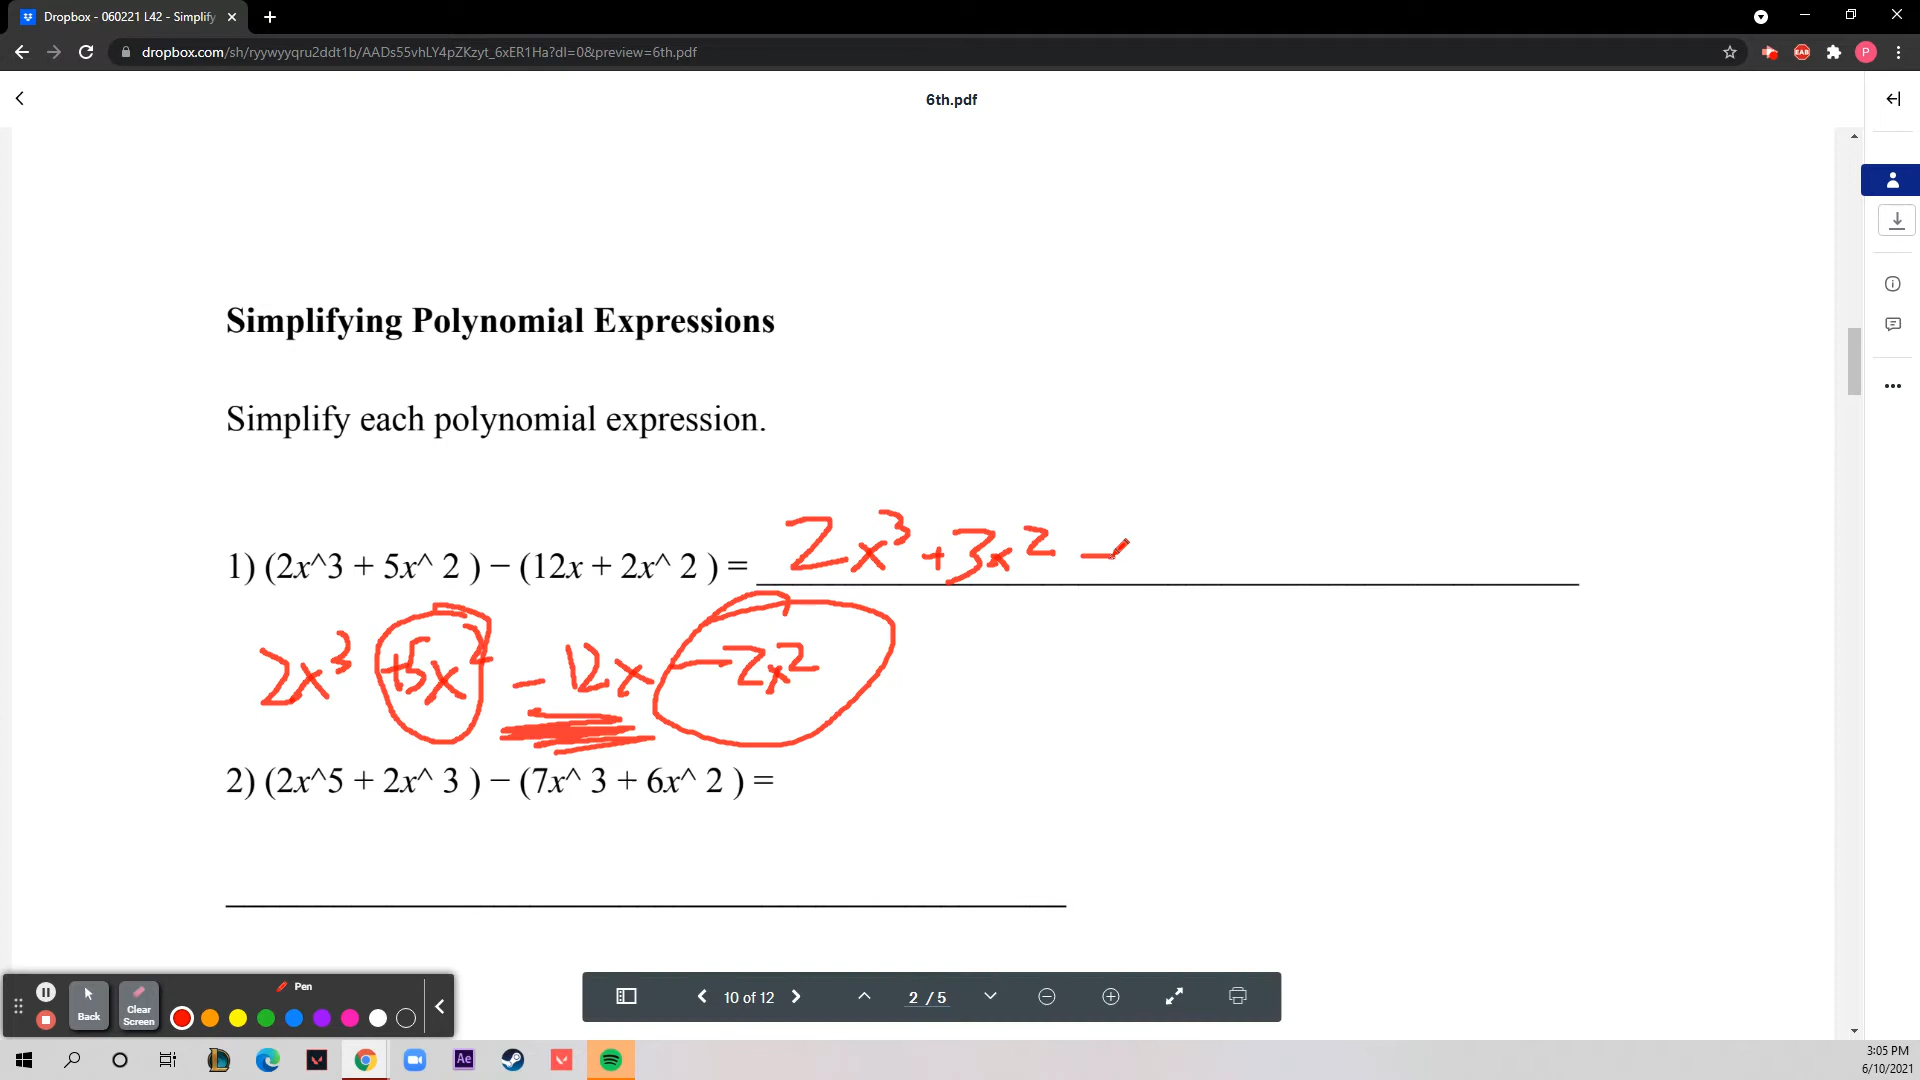 Dropbox - 060221 L42 - Simplify
dropbox.com/sh/ryywyyqru2ddt1b/AADs55vhLY4pZKzyt_6xER1Ha?dl=0&preview=6th.pdf
EAB
P
6th.pdf
Simplifying Polynomial Expressions
Simplify each polynomial expression.
1) (2x^3 + 5x^ 2 ) − (12x + 2x^ 2 ) = 2x³ + 3x² −
2x³ +5x² − 12x − 2x²
2) (2x^5 + 2x^ 3 ) − (7x^ 3 + 6x^ 2 ) =
Pen
Back
Clear Screen
10 of 12
2 / 5
Ae
3:05 PM
6/10/2021